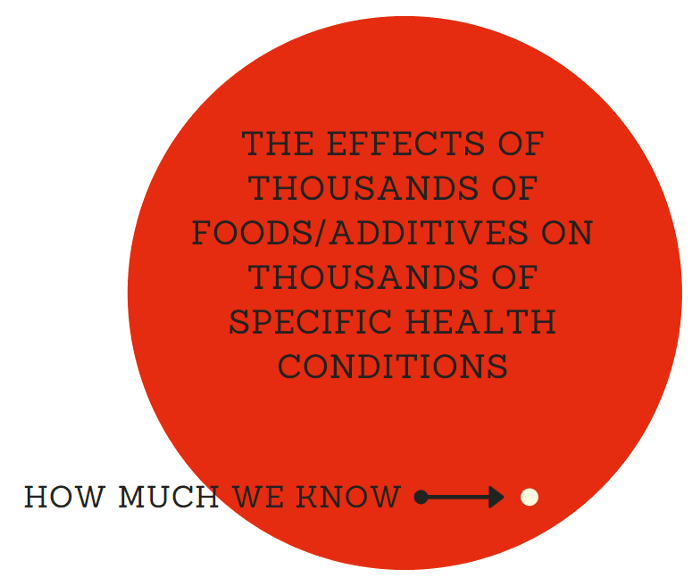 THE EFFECTS OF
THOUSANDS OF
FOODS/ADDITIVES ON
THOUSANDS OF
SPECIFIC HEALTH
CONDITIONS
HOW MUCH WE KNOW